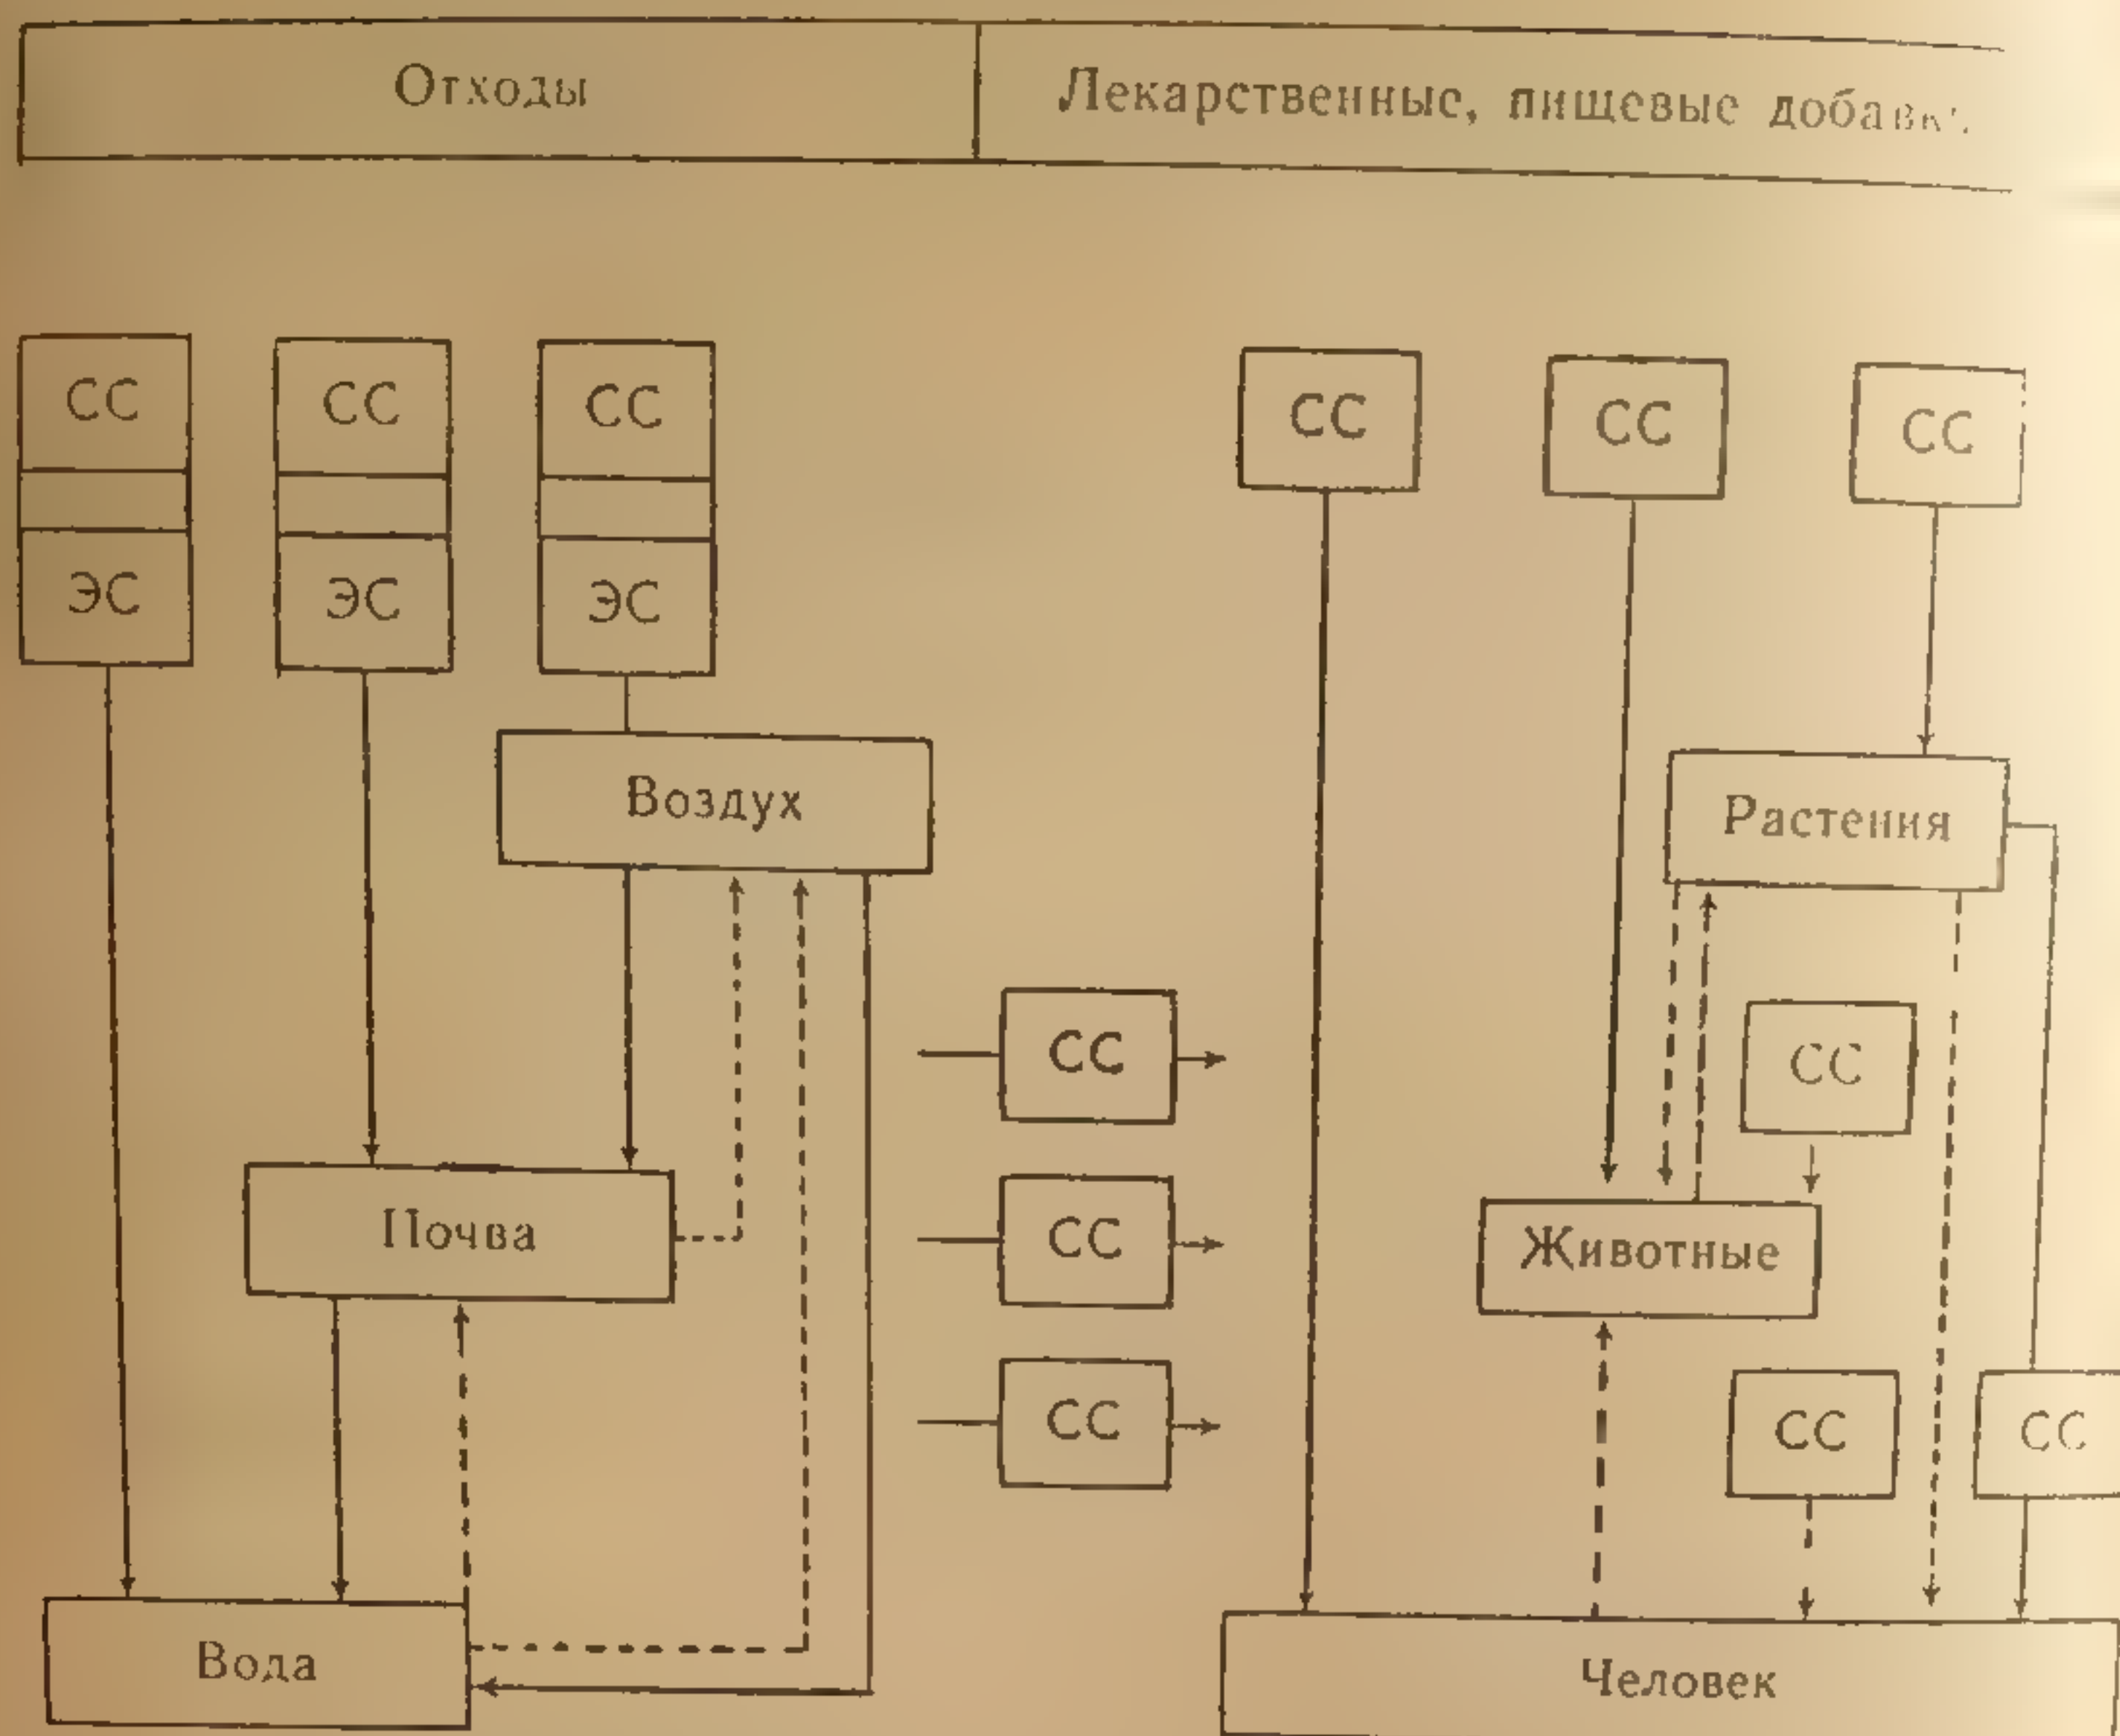 Отходы
Лекарственные, пищевые
СС СС СС СС СС СС
ЭС ЭС ЭС
Воздух
Растения
СС СС
Почва
СС
Животные
СС СС СС
Вода
Человек